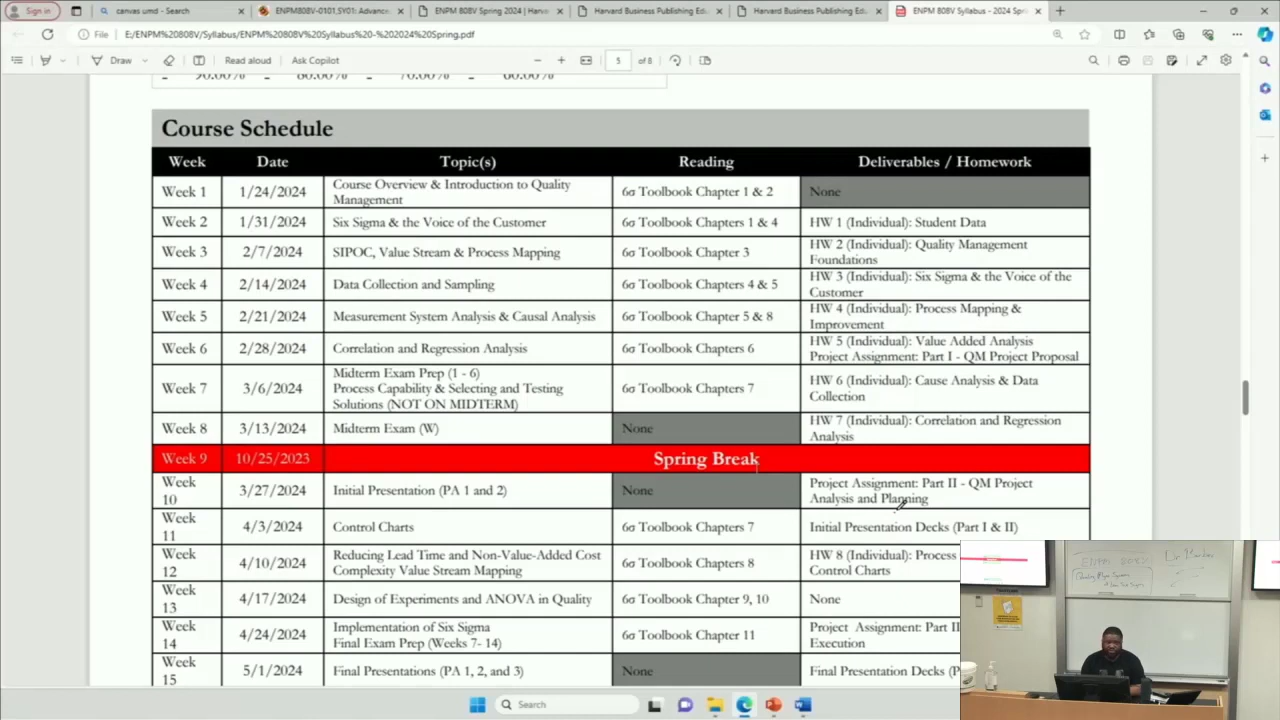 Sign in
canvas umd - Search
ENPM808V-0101,SY01: Advanc
ENPM 808V Spring 2024 | Harva
Harvard Business Publishing Edu
Harvard Business Publishing Edu
ENPM 808V Syllabus - 2024 Spri
File
E:/ENPM%20808V/Syllabus/ENPM%20808V%20Syllabus%20-%202024%20Spring.pdf
Draw
Read aloud
Ask Copilot
5 of 8
90.00% 80.00% 70.00% 60.00%
Course Schedule
Week Date Topic(s) Reading Deliverables / Homework
Week 1 1/24/2024 Course Overview & Introduction to Quality Management 6σ Toolbook Chapter 1 & 2 None
Week 2 1/31/2024 Six Sigma & the Voice of the Customer 6σ Toolbook Chapters 1 & 4 HW 1 (Individual): Student Data
Week 3 2/7/2024 SIPOC, Value Stream & Process Mapping 6σ Toolbook Chapter 3 HW 2 (Individual): Quality Management Foundations
Week 4 2/14/2024 Data Collection and Sampling 6σ Toolbook Chapters 4 & 5 HW 3 (Individual): Six Sigma & the Voice of the Customer
Week 5 2/21/2024 Measurement System Analysis & Causal Analysis 6σ Toolbook Chapter 5 & 8 HW 4 (Individual): Process Mapping & Improvement
Week 6 2/28/2024 Correlation and Regression Analysis 6σ Toolbook Chapters 6 HW 5 (Individual): Value Added Analysis
Project Assignment: Part I - QM Project Proposal
Week 7 3/6/2024 Midterm Exam Prep (1 - 6)
Process Capability & Selecting and Testing Solutions (NOT ON MIDTERM) 6σ Toolbook Chapters 7 HW 6 (Individual): Cause Analysis & Data Collection
Week 8 3/13/2024 Midterm Exam (W) None HW 7 (Individual): Correlation and Regression Analysis
Week 9 10/25/2023 Spring Break
Week 10 3/27/2024 Initial Presentation (PA 1 and 2) None Project Assignment: Part II - QM Project Analysis and Planning
Week 11 4/3/2024 Control Charts 6σ Toolbook Chapters 7 Initial Presentation Decks (Part I & II)
Week 12 4/10/2024 Reducing Lead Time and Non-Value-Added Cost Complexity Value Stream Mapping 6σ Toolbook Chapters 8 HW 8 (Individual): Process Control Charts
Week 13 4/17/2024 Design of Experiments and ANOVA in Quality 6σ Toolbook Chapter 9, 10 None
Week 14 4/24/2024 Implementation of Six Sigma
Final Exam Prep (Weeks 7- 14) 6σ Toolbook Chapter 11 Project Assignment: Part II Execution
Week 15 5/1/2024 Final Presentations (PA 1, 2, and 3) None Final Presentation Decks (P
Search